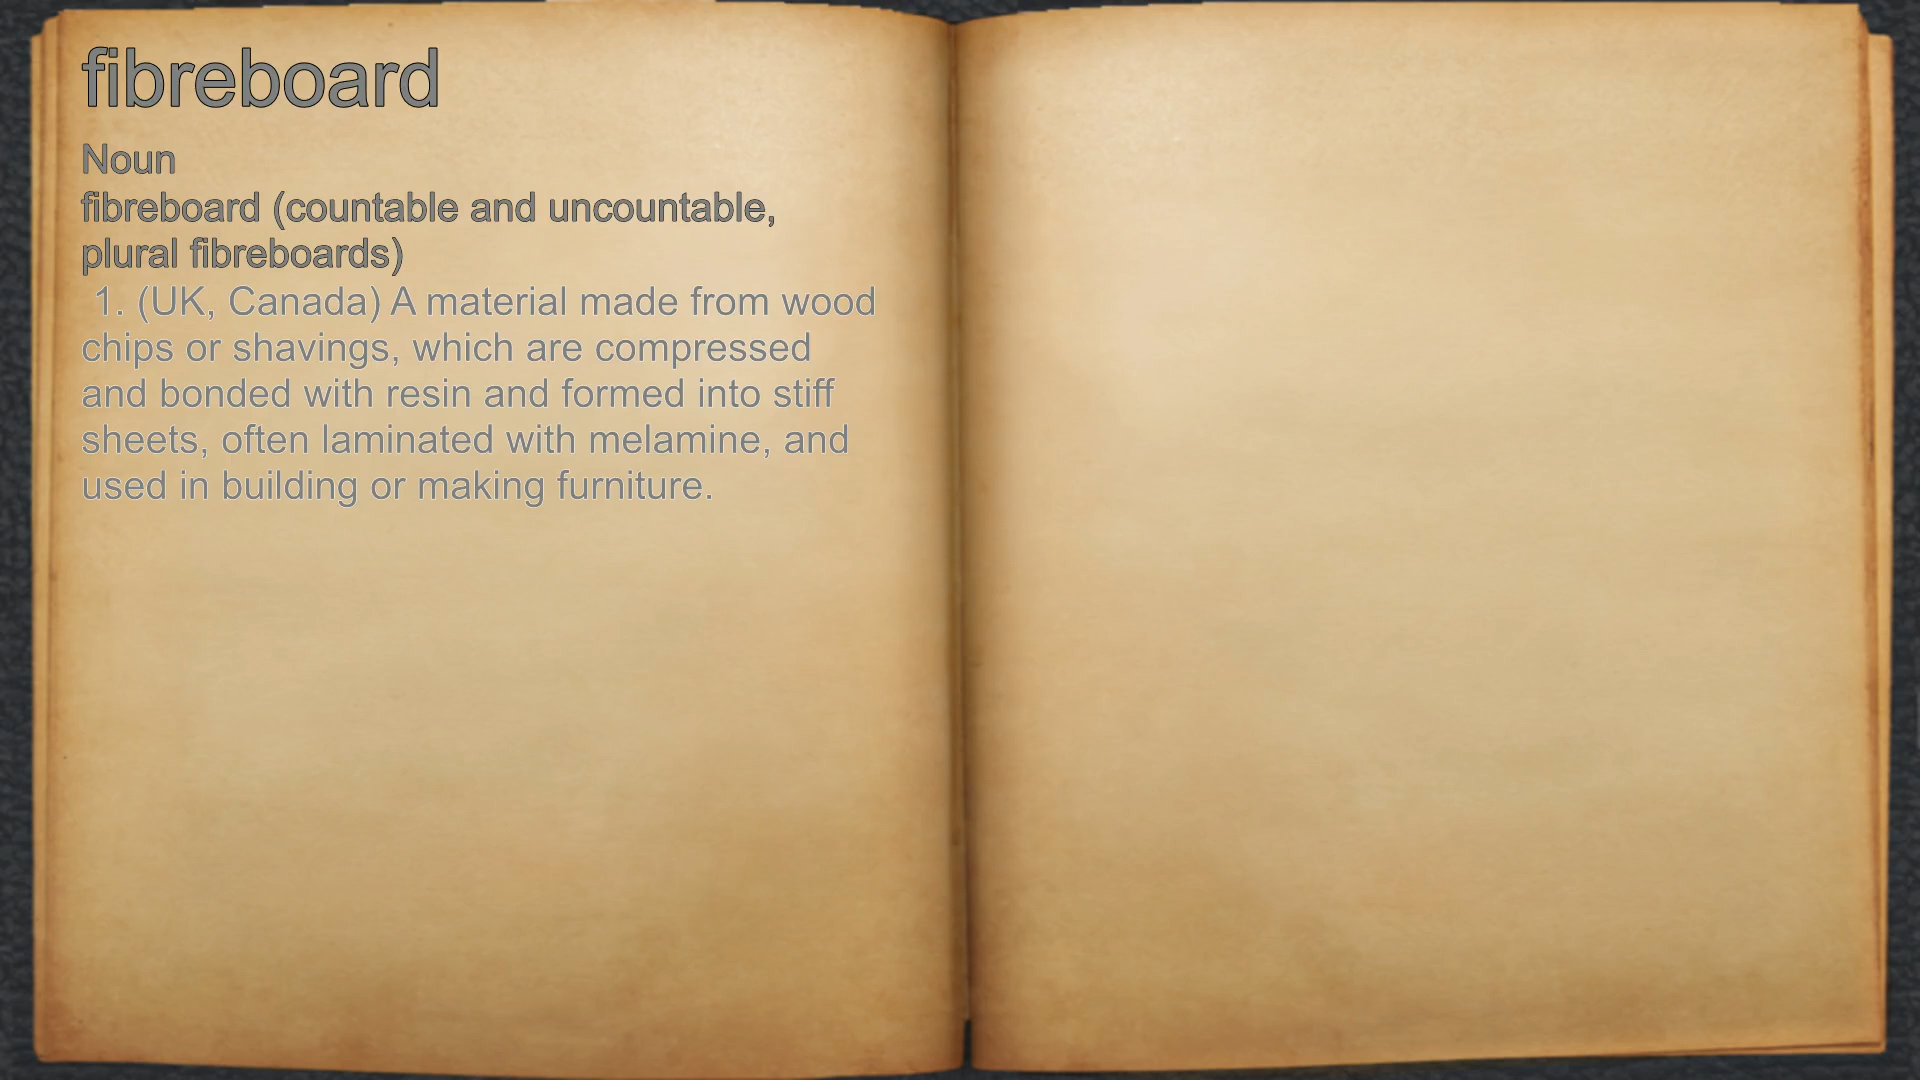 fibreboard
Noun
fibreboard (countable and uncountable,
plural fibreboards)
1. (UK, Canada) A material made from wood
chips or shavings, which are compressed
and bonded with resin and formed into stiff
sheets, often laminated with melamine, and
used in building or making furniture.